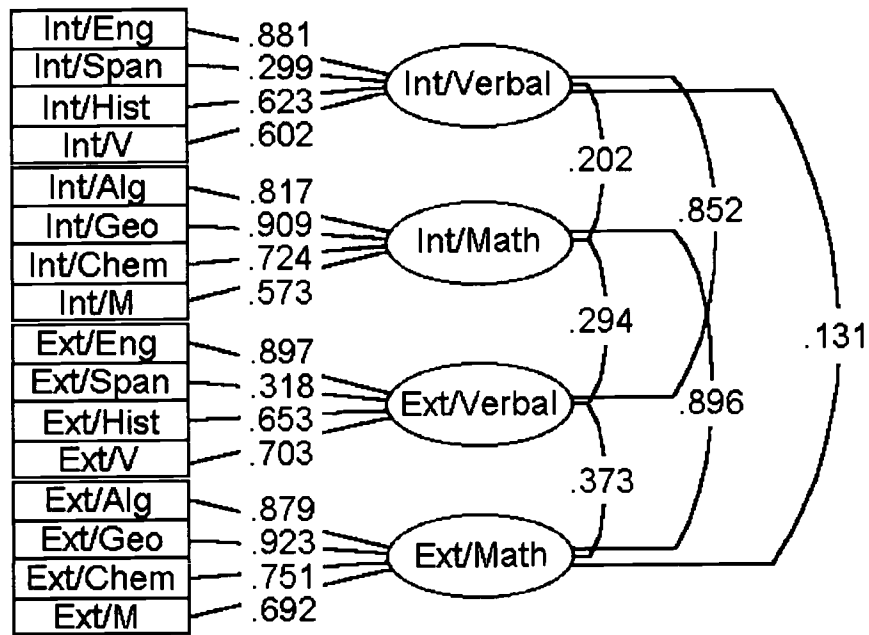 Int/Eng .881
Int/Span .299
Int/Hist .623
Int/V .602
Int/Verbal
.202
Int/Alg .817
Int/Geo .909
Int/Chem .724
Int/M .573
Int/Math
.852
.294
.131
Ext/Eng .897
Ext/Span .318
Ext/Hist .653
Ext/V .703
Ext/Verbal
.896
.373
Ext/Alg .879
Ext/Geo .923
Ext/Chem .751
Ext/M .692
Ext/Math